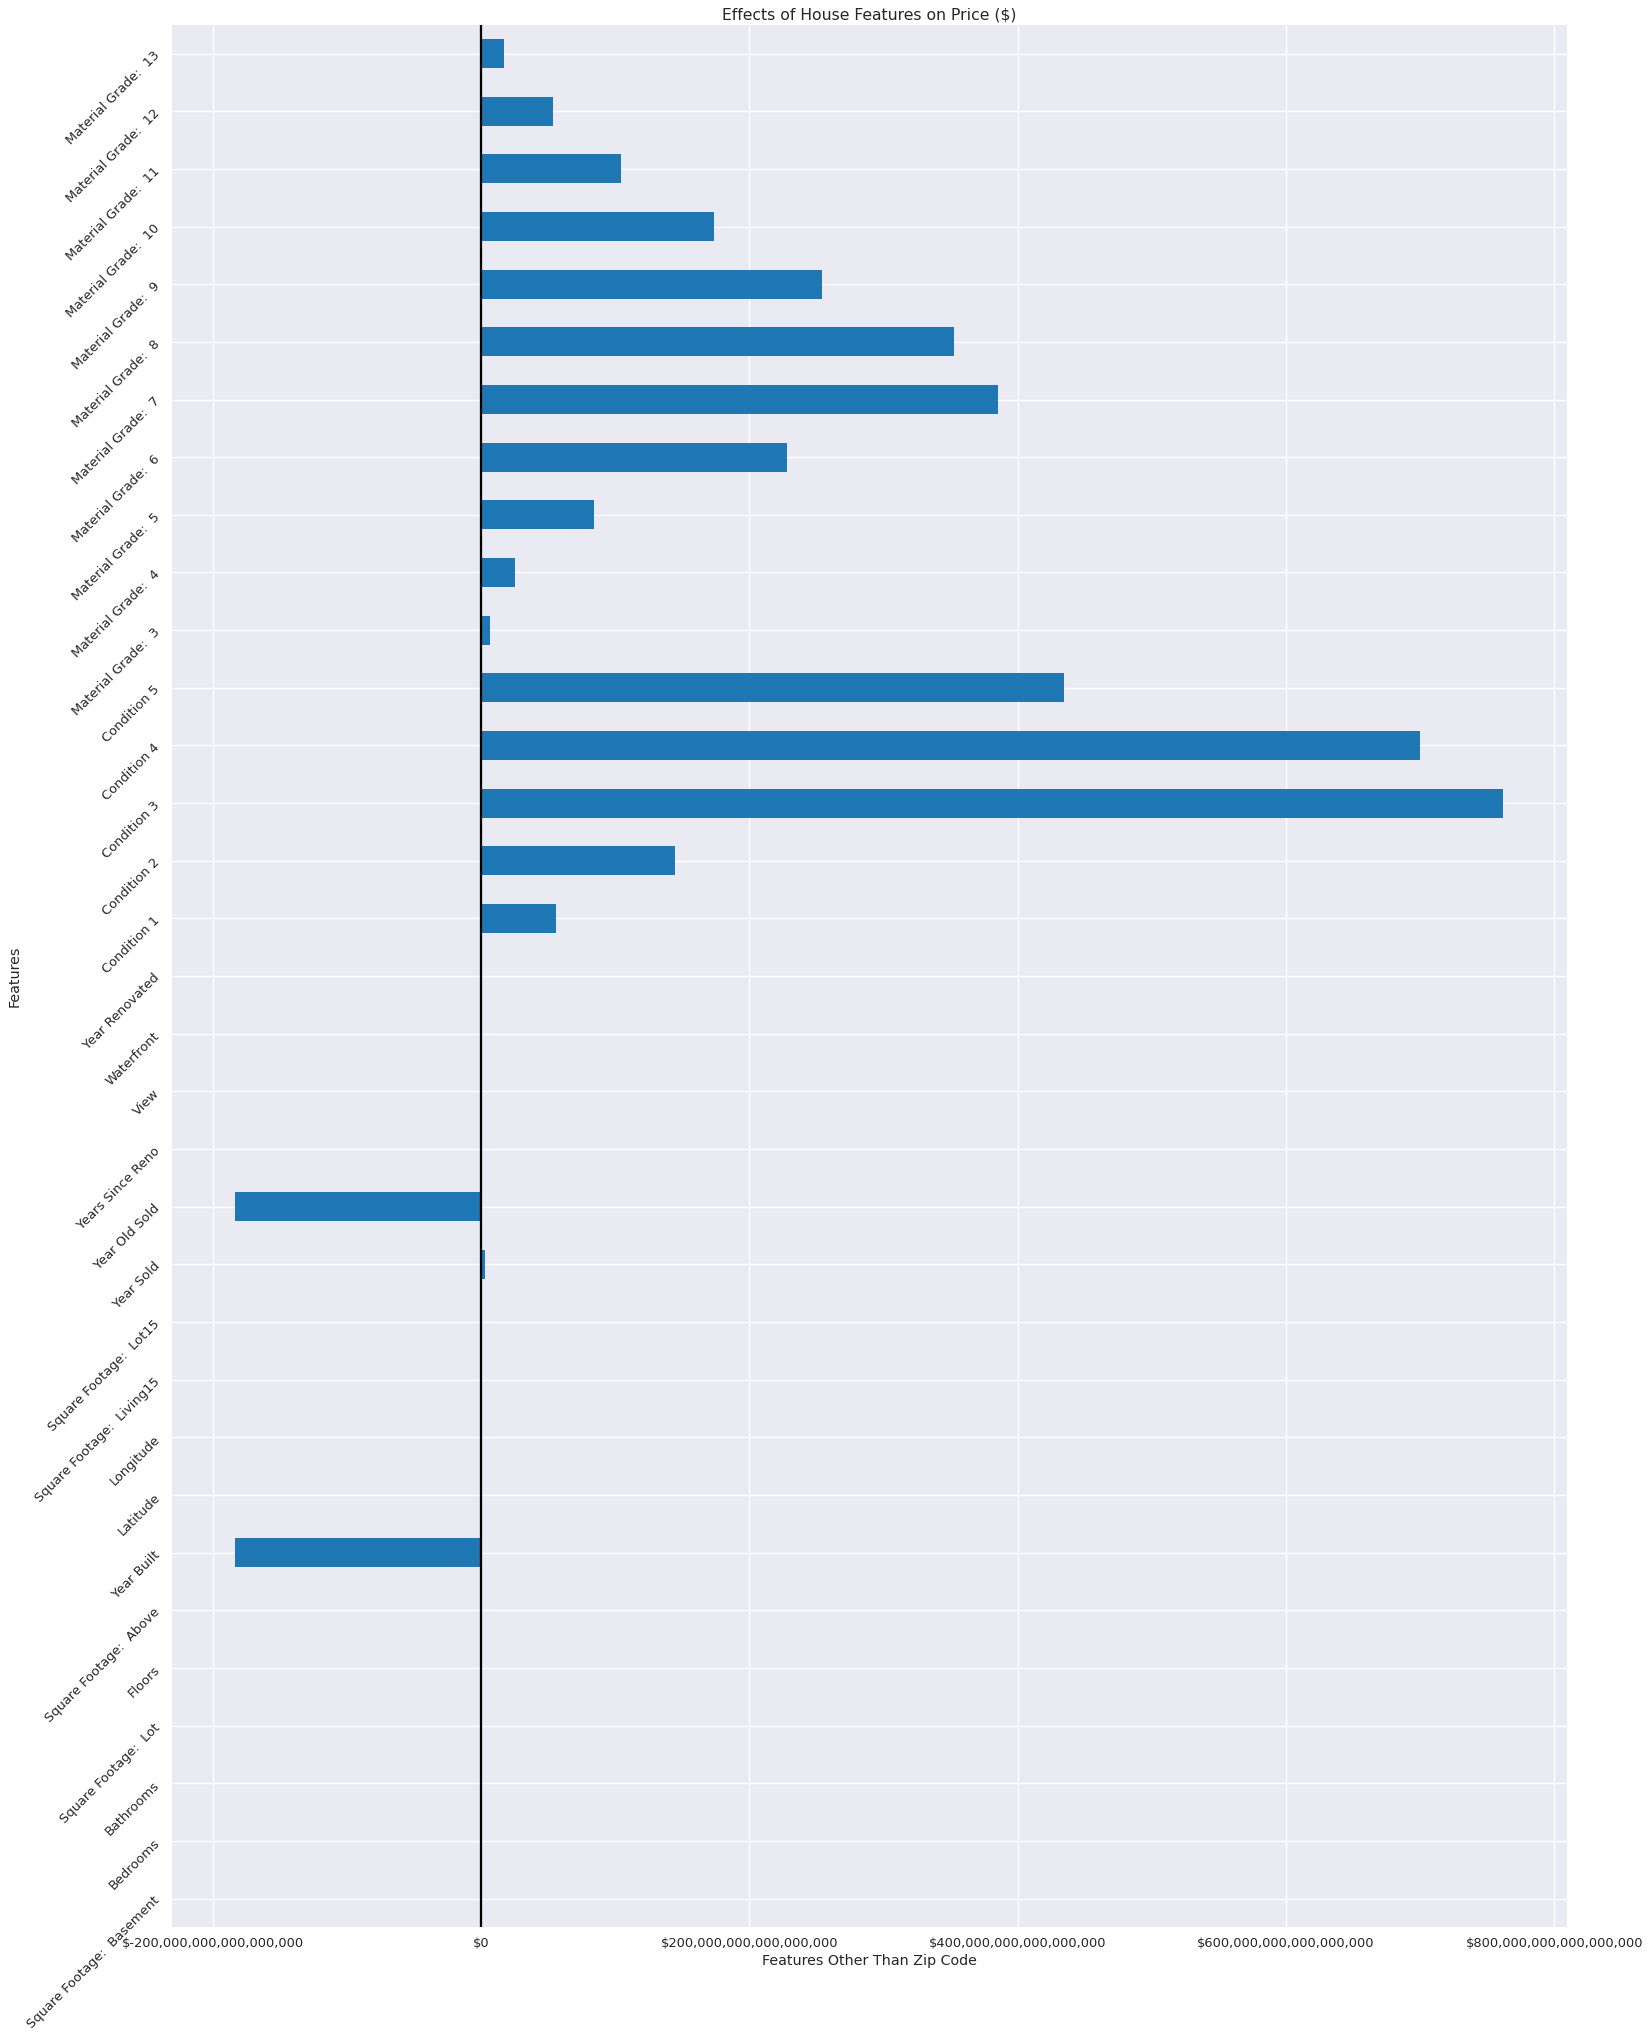 Effects of House Features on Price ($)
Material Grade:  13
Material Grade:  12
Material Grade:  11
Material Grade:  10
Material Grade:  9
Material Grade:  8
Material Grade:  7
Material Grade:  6
Material Grade:  5
Material Grade:  4
Material Grade:  3
Condition 5
Condition 4
Condition 3
Condition 2
Condition 1
Year Renovated
Waterfront
View
Years Since Reno
Year Old Sold
Year Sold
Square Footage:  Lot15
Square Footage:  Living15
Longitude
Latitude
Year Built
Square Footage:  Above
Floors
Square Footage:  Lot
Bathrooms
Bedrooms
Square Footage:  Basement
Features
$-200,000,000,000,000,000 $0 $200,000,000,000,000,000 $400,000,000,000,000,000 $600,000,000,000,000,000 $800,000,000,000,000,000
Features Other Than Zip Code